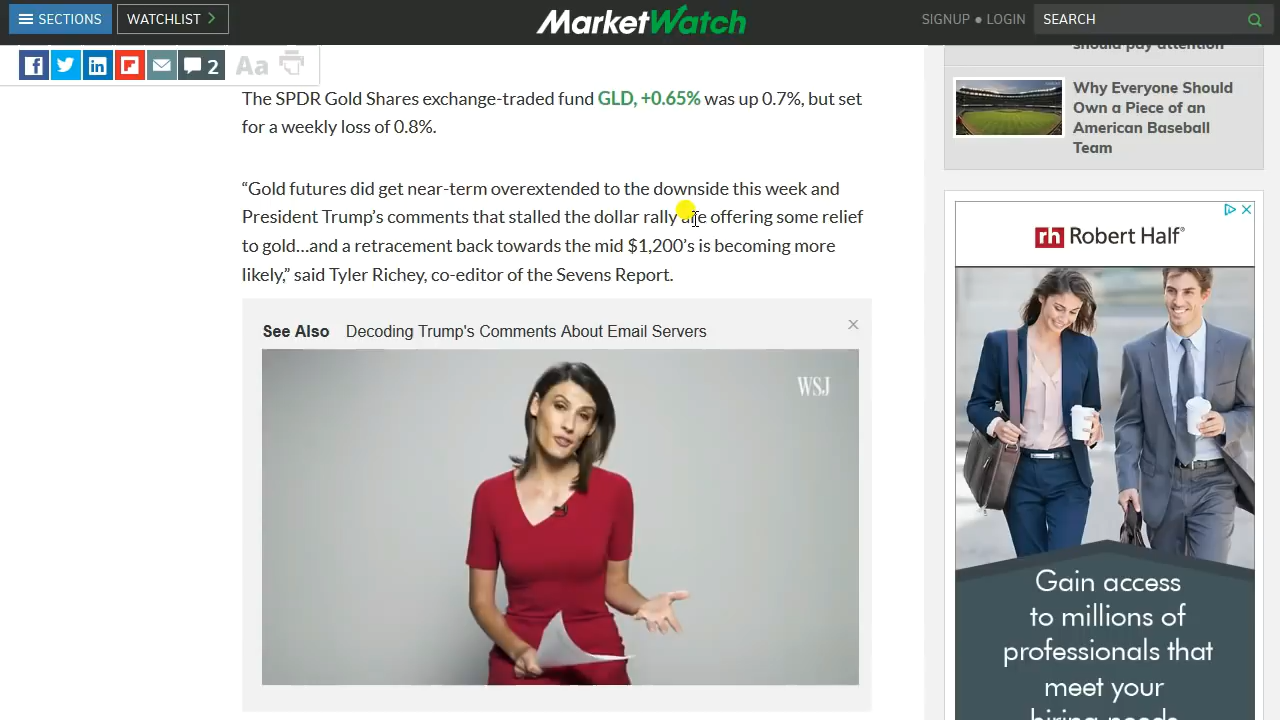 SECTIONS
WATCHLIST
MarketWatch
SIGNUP • LOGIN
SEARCH
2
Aa
The SPDR Gold Shares exchange-traded fund GLD, +0.65% was up 0.7%, but set
for a weekly loss of 0.8%.
“Gold futures did get near-term overextended to the downside this week and
President Trump’s comments that stalled the dollar rally are offering some relief
to gold…and a retracement back towards the mid $1,200’s is becoming more
likely,” said Tyler Richey, co-editor of the Sevens Report.
See Also Decoding Trump's Comments About Email Servers
WSJ
should pay attention
Why Everyone Should
Own a Piece of an
American Baseball
Team
rh Robert Half®
Gain access
to millions of
professionals that
meet your
hiring needs